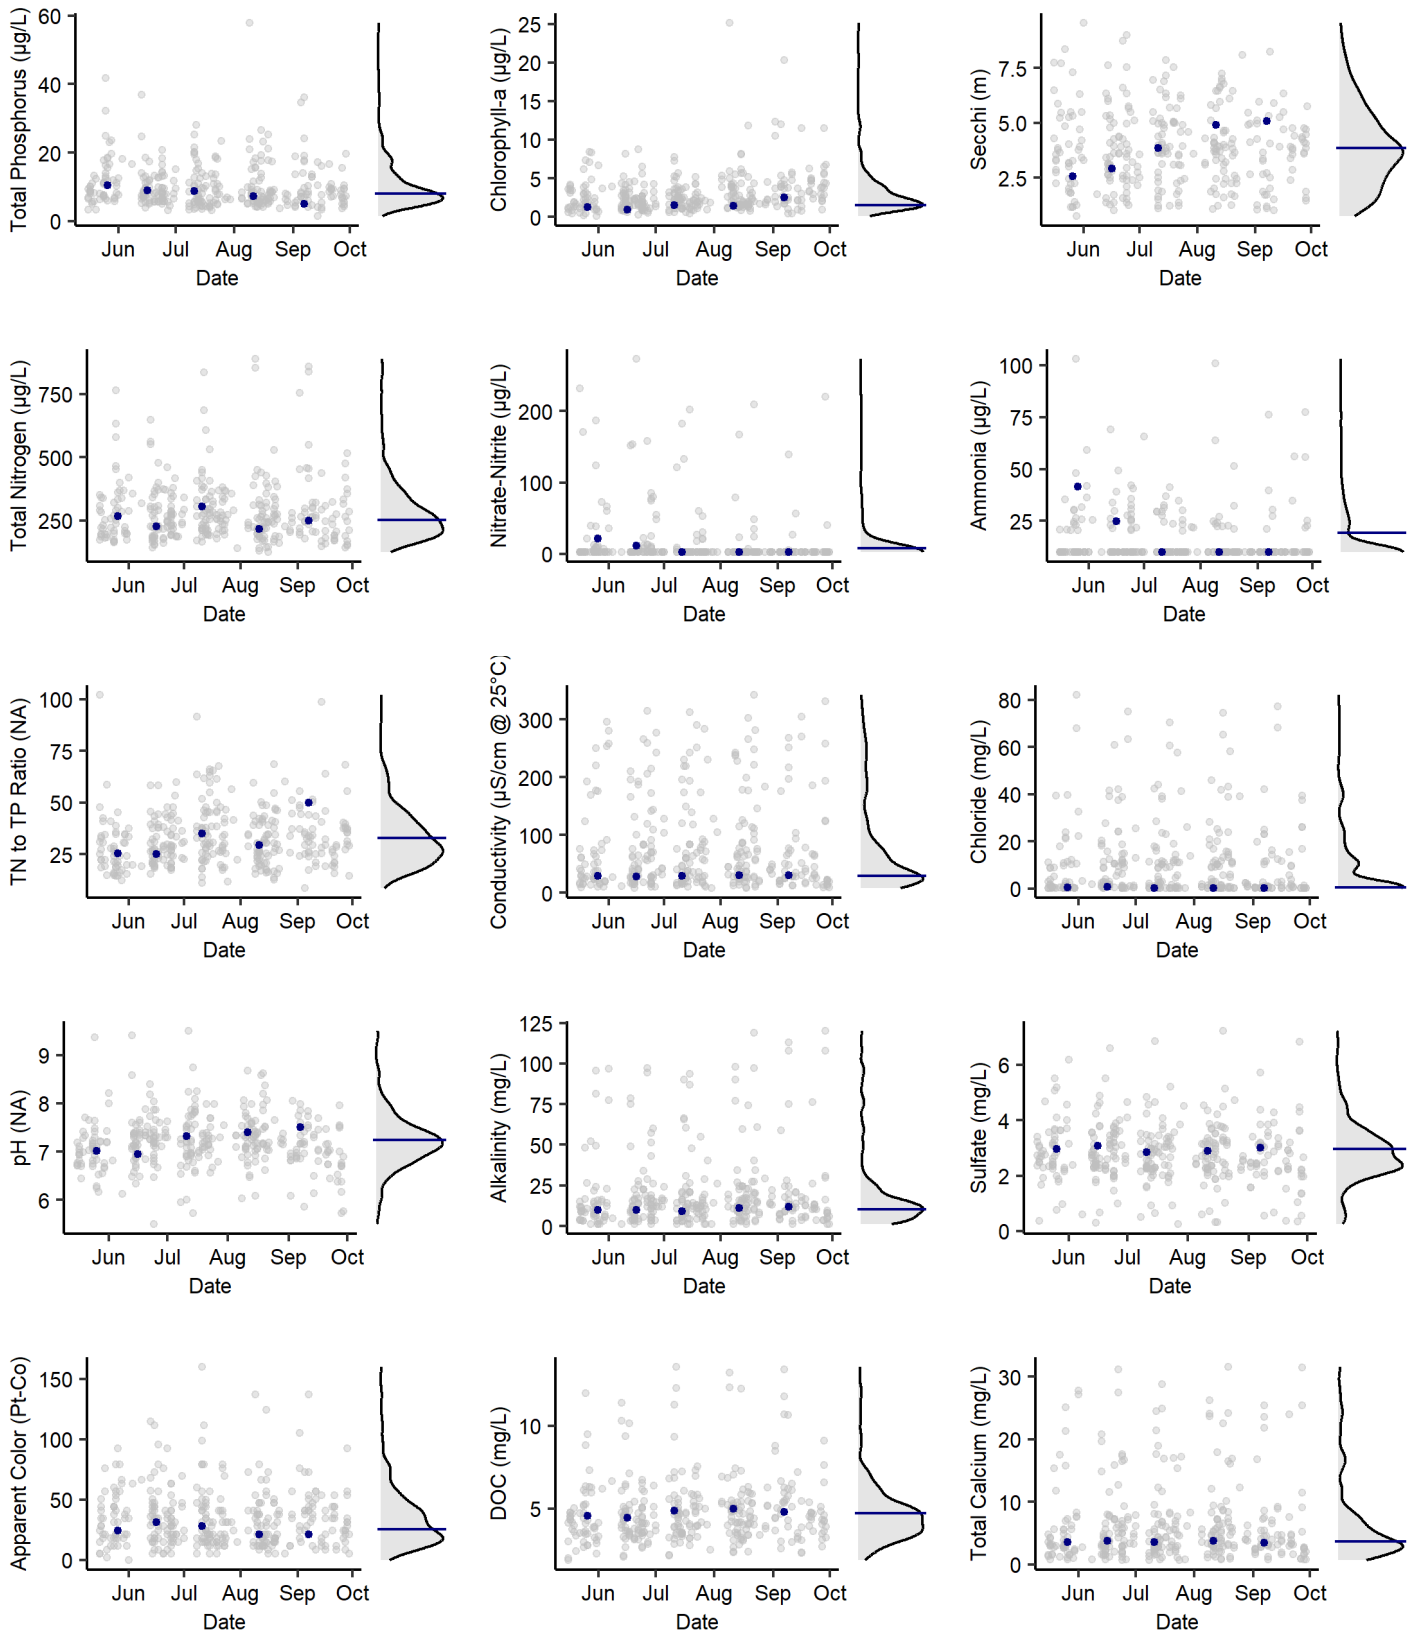 Total Phosphorus (µg/L)
60
40
20
0
Jun Jul Aug Sep Oct
Date
Chlorophyll-a (µg/L)
25
20
15
10
5
0
Jun Jul Aug Sep Oct
Date
Secchi (m)
7.5
5.0
2.5
Jun Jul Aug Sep Oct
Date
Total Nitrogen (µg/L)
750
500
250
Jun Jul Aug Sep Oct
Date
Nitrate-Nitrite (µg/L)
200
100
0
Jun Jul Aug Sep Oct
Date
Ammonia (µg/L)
100
75
50
25
Jun Jul Aug Sep Oct
Date
TN to TP Ratio (NA)
100
75
50
25
Jun Jul Aug Sep Oct
Date
Conductivity (µS/cm @ 25°C)
300
200
100
0
Jun Jul Aug Sep Oct
Date
Chloride (mg/L)
80
60
40
20
0
Jun Jul Aug Sep Oct
Date
pH (NA)
9
8
7
6
Jun Jul Aug Sep Oct
Date
Alkalinity (mg/L)
125
100
75
50
25
0
Jun Jul Aug Sep Oct
Date
Sulfate (mg/L)
6
4
2
0
Jun Jul Aug Sep Oct
Date
Apparent Color (Pt-Co)
150
100
50
0
Jun Jul Aug Sep Oct
Date
DOC (mg/L)
10
5
Jun Jul Aug Sep Oct
Date
Total Calcium (mg/L)
30
20
10
0
Jun Jul Aug Sep Oct
Date